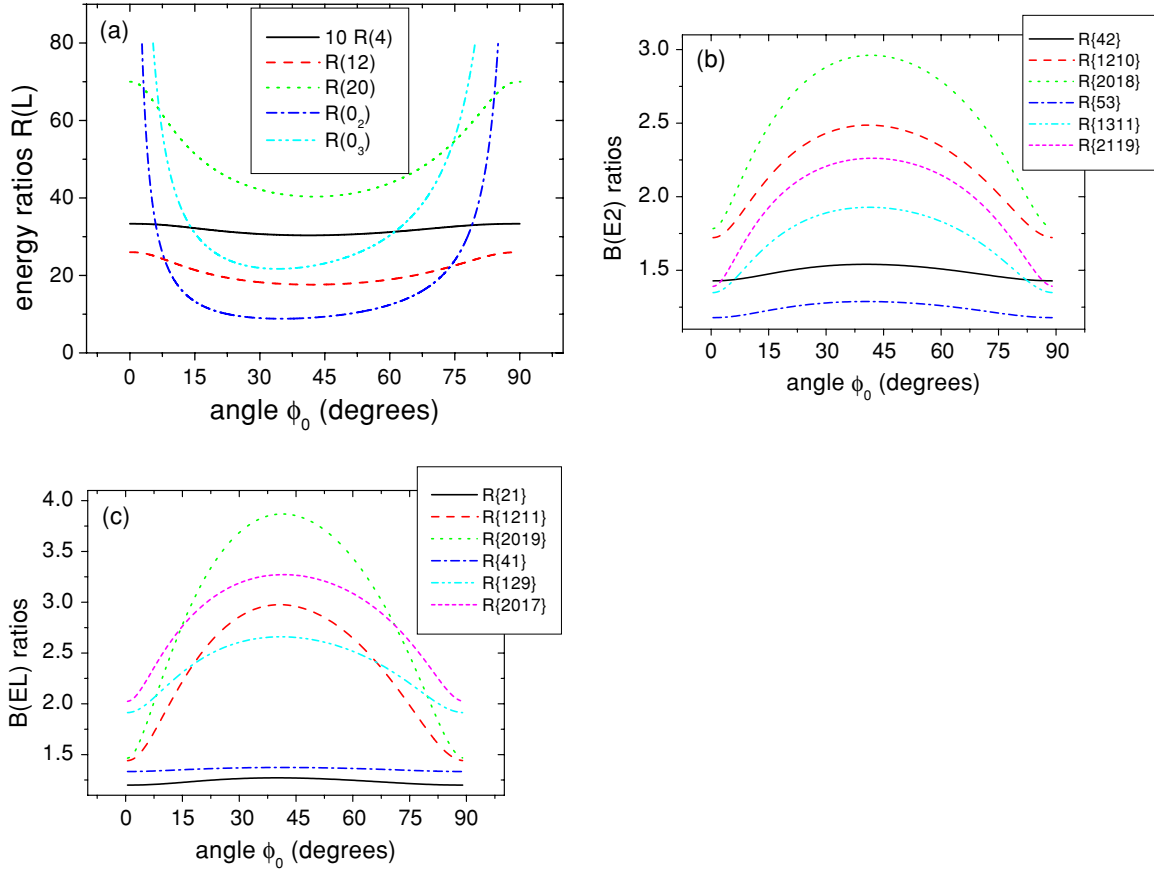 (a)
10 R(4)
R(12)
R(20)
R(0₂)
R(0₃)
80
60
40
20
0
energy ratios R(L)
0 15 30 45 60 75 90
angle ϕ₀ (degrees)
(b)
R{42}
R{1210}
R{2018}
R{53}
R{1311}
R{2119}
3.0
2.5
2.0
1.5
B(E2) ratios
0 15 30 45 60 75 90
angle ϕ₀ (degrees)
(c)
R{21}
R{1211}
R{2019}
R{41}
R{129}
R{2017}
4.0
3.5
3.0
2.5
2.0
1.5
B(EL) ratios
0 15 30 45 60 75 90
angle ϕ₀ (degrees)